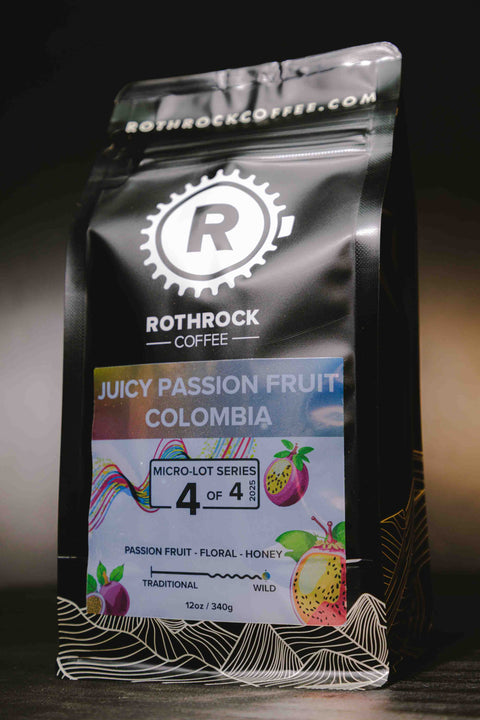 ROTHROCKCOFFEE.COM
R
ROTHROCK
COFFEE
JUICY PASSION FRUIT
COLOMBIA
MICRO-LOT SERIES
4 OF 4 2025
PASSION FRUIT - FLORAL - HONEY
TRADITIONAL WILD
12oz / 340g